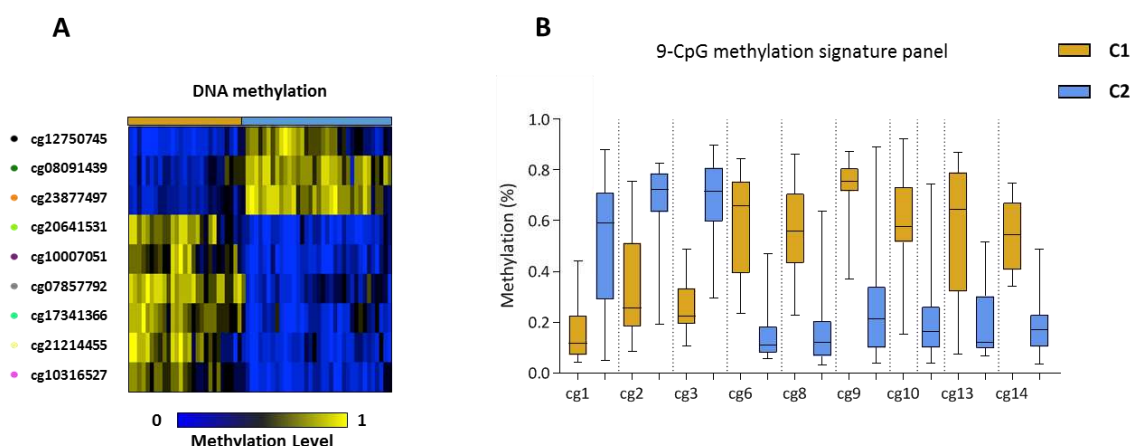 A
DNA methylation
cg12750745
cg08091439
cg23877497
cg20641531
cg10007051
cg07857792
cg17341366
cg21214455
cg10316527
0 1
Methylation Level
B
9-CpG methylation signature panel
C1
C2
Methylation (%)
1.0
0.8
0.6
0.4
0.2
0.0
cg1 cg2 cg3 cg6 cg8 cg9 cg10 cg13 cg14